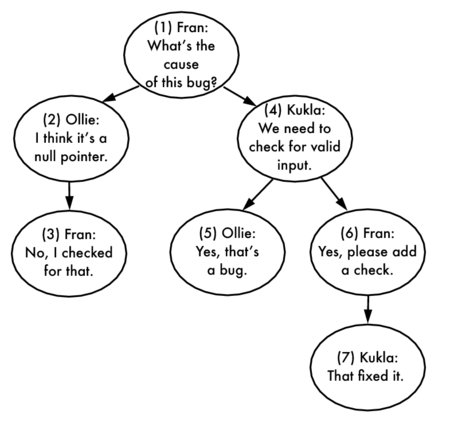 (1) Fran:
What's the
cause
of this bug?
(2) Ollie:
I think it's a
null pointer.
(4) Kukla:
We need to
check for valid
input.
(3) Fran:
No, I checked
for that.
(5) Ollie:
Yes, that's
a bug.
(6) Fran:
Yes, please add
a check.
(7) Kukla:
That fixed it.